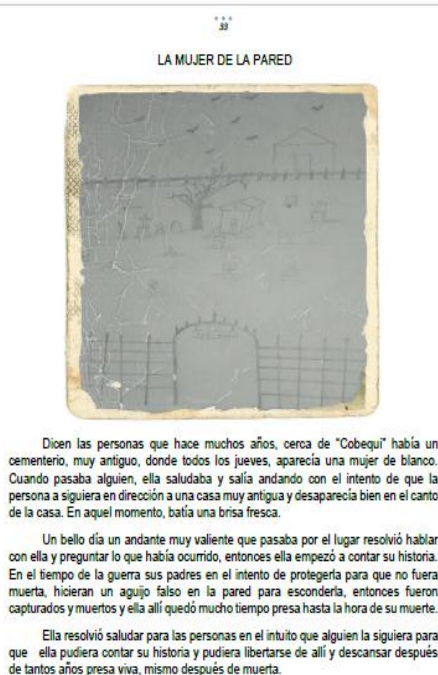 33
LA MUJER DE LA PARED
Dicen las personas que hace muchos años, cerca de "Cobequi" había un
cementerio, muy antiguo, donde todos los jueves, aparecía una mujer de blanco.
Cuando pasaba alguien, ella saludaba y salía andando con el intento de que la
persona a siguiera en dirección a una casa muy antigua y desaparecía bien en el canto
de la casa. En aquel momento, batía una brisa fresca.
Un bello día un andante muy valiente que pasaba por el lugar resolvió hablar
con ella y preguntar lo que había ocurrido, entonces ella empezó a contar su historia.
En el tiempo de la guerra sus padres en el intento de protegerla para que no fuera
muerta, hicieran un aguijo falso en la pared para esconderla, entonces fueron
capturados y muertos y ella allí quedó mucho tiempo presa hasta la hora de su muerte.
Ella resolvió saludar para las personas en el intuito que alguien la siguiera para
que ella pudiera contar su historia y pudiera libertarse de allí y descansar después
de tantos años presa viva, mismo después de muerta.